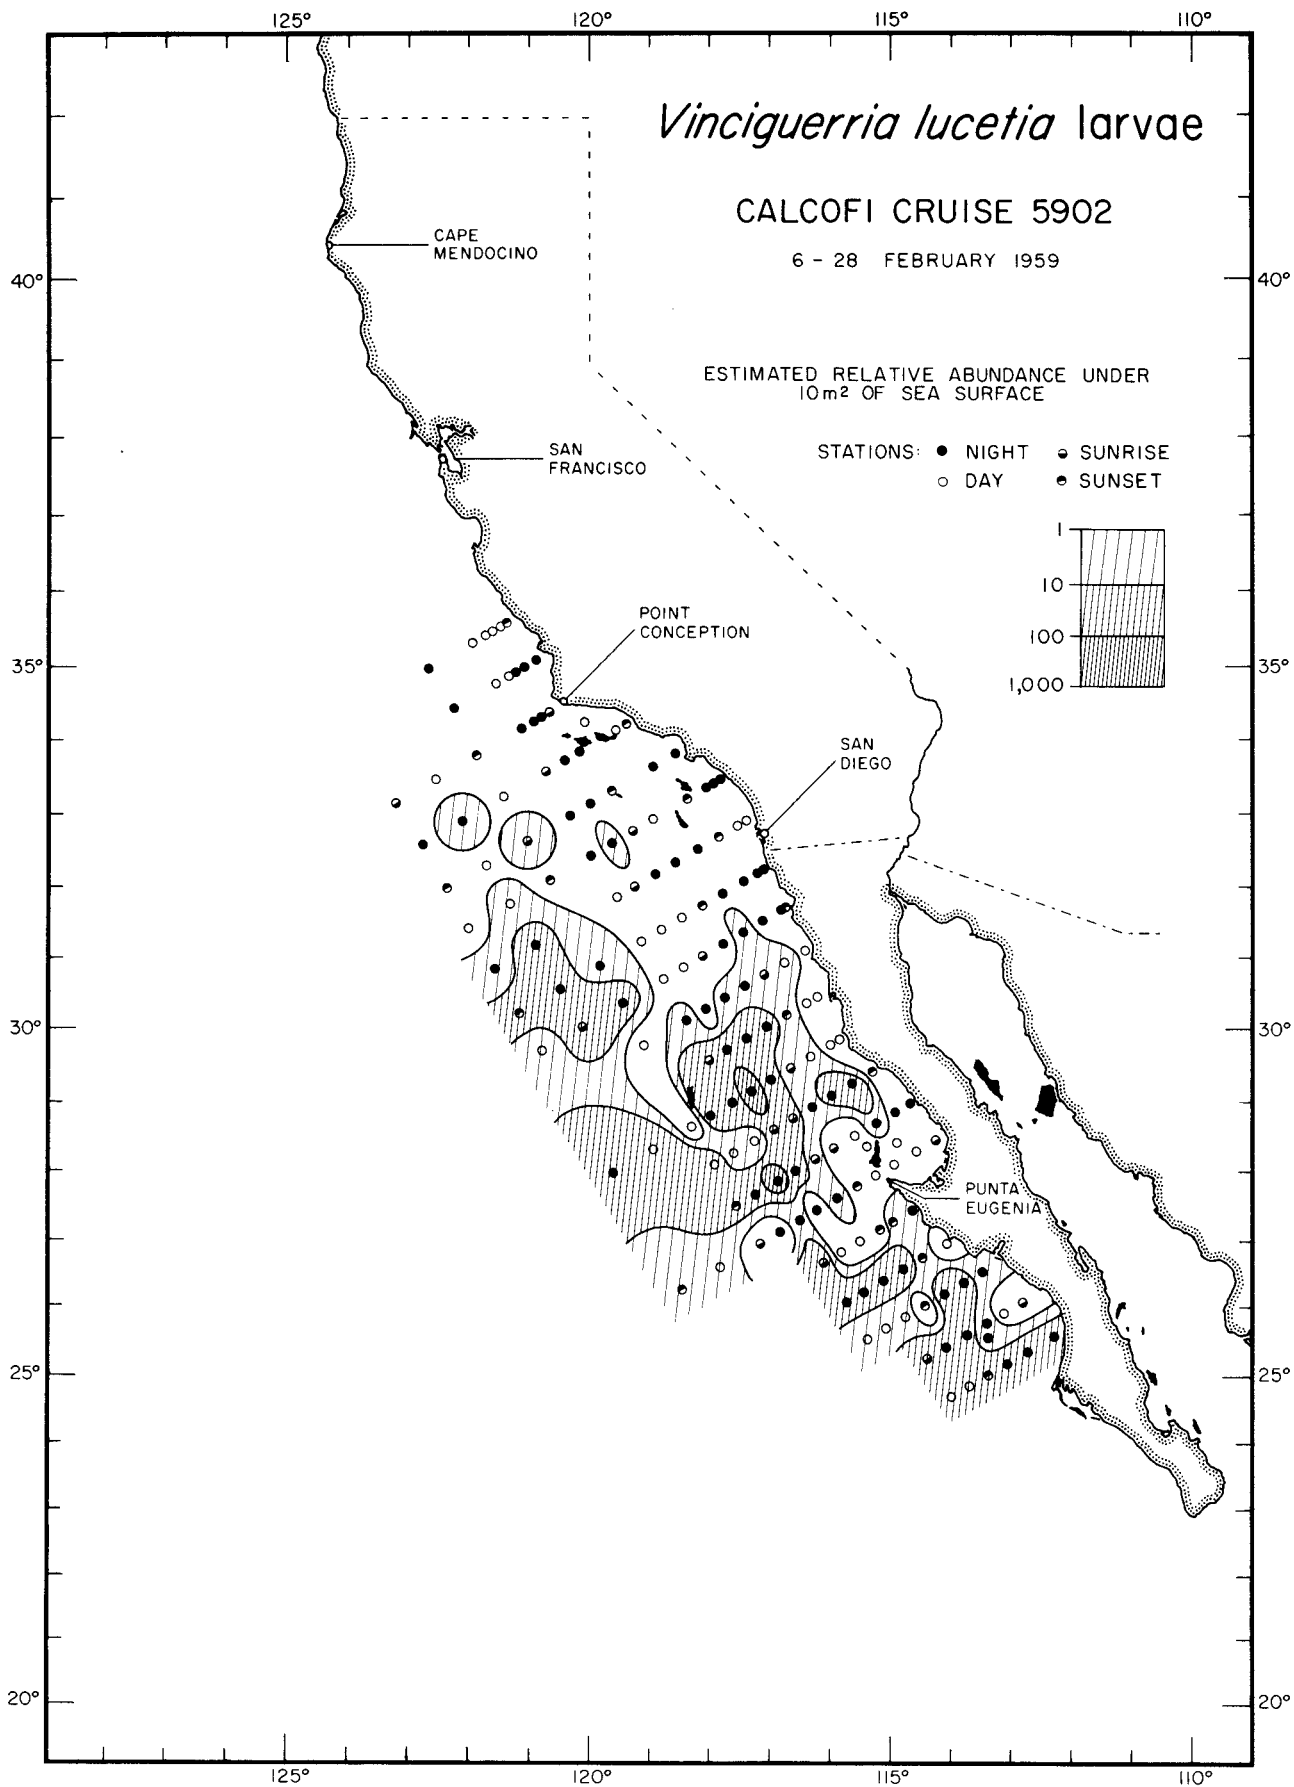 125° 120° 115° 110°
Vinciguerria lucetia larvae
CALCOFI CRUISE 5902
6 - 28 FEBRUARY 1959
CAPE
MENDOCINO
40° 40°
ESTIMATED RELATIVE ABUNDANCE UNDER
10m² OF SEA SURFACE
STATIONS: NIGHT SUNRISE
DAY SUNSET
SAN
FRANCISCO
1
10
100
1,000
POINT
CONCEPTION
35° 35°
SAN
DIEGO
30° 30°
PUNTA
EUGENIA
25° 25°
20° 20°
125° 120° 115° 110°